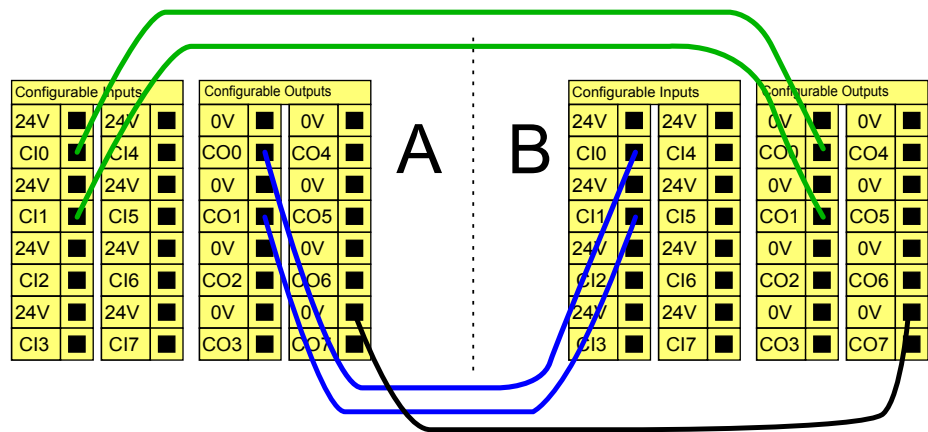 Configurable Inputs Configurable Outputs Configurable Inputs Configurable Outputs
24V 24V 0V 0V A B 24V 24V 0V 0V
CI0 CI4 CO0 CO4 CI0 CI4 CO0 CO4
24V 24V 0V 0V 24V 24V 0V 0V
CI1 CI5 CO1 CO5 CI1 CI5 CO1 CO5
24V 24V 0V 0V 24V 24V 0V 0V
CI2 CI6 CO2 CO6 CI2 CI6 CO2 CO6
24V 24V 0V 0V 24V 24V 0V 0V
CI3 CI7 CO3 CO7 CI3 CI7 CO3 CO7